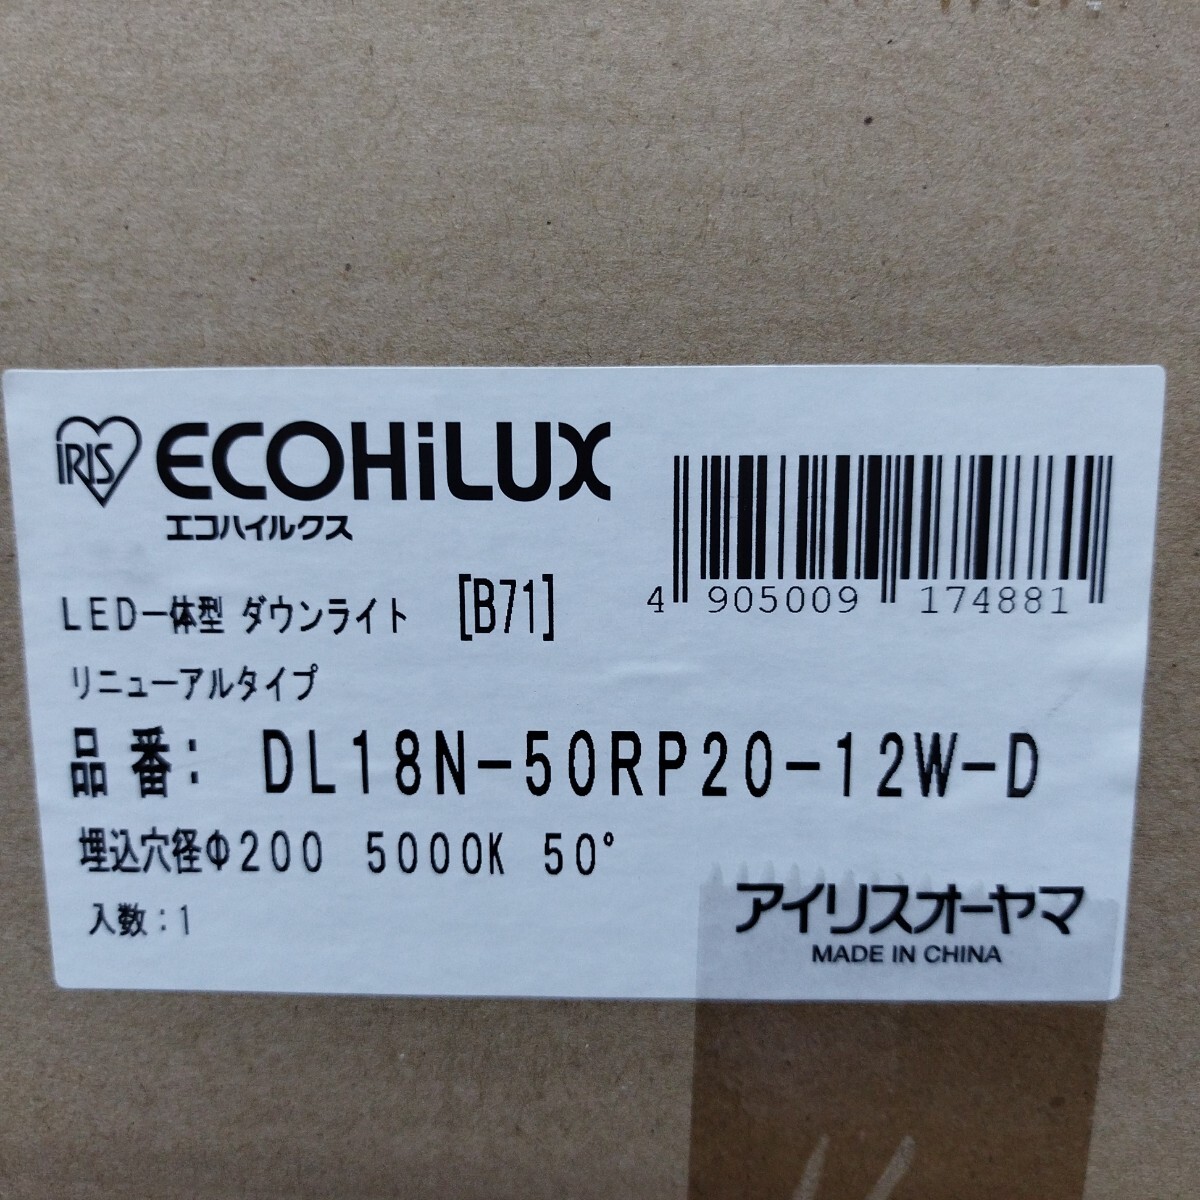 IRIS ECOHiLUX
エコハイルクス
4 905009 174881
LED一体型 ダウンライト [B71]
リニューアルタイプ
品番: DL18N-50RP20-12W-D
埋込穴径Φ200 5000K 50°
入数:1
アイリスオーヤマ
MADE IN CHINA